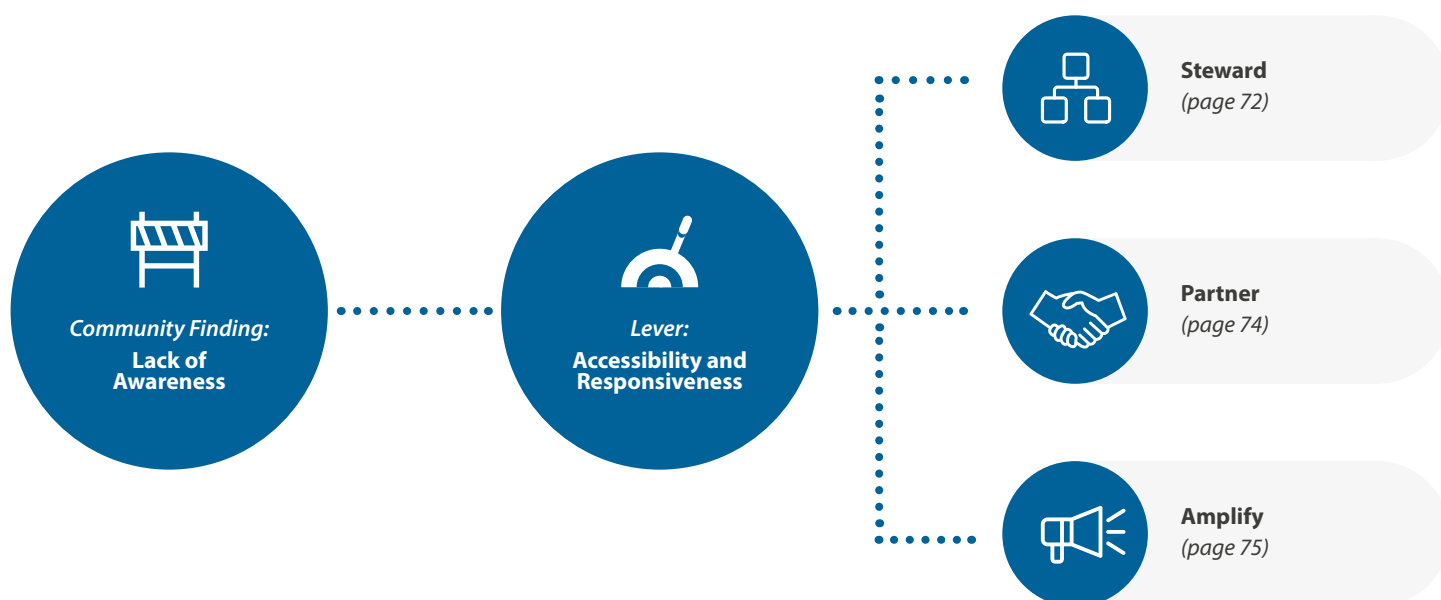 Community Finding:
Lack of
Awareness
Lever:
Accessibility and
Responsiveness
Steward
(page 72)
Partner
(page 74)
Amplify
(page 75)